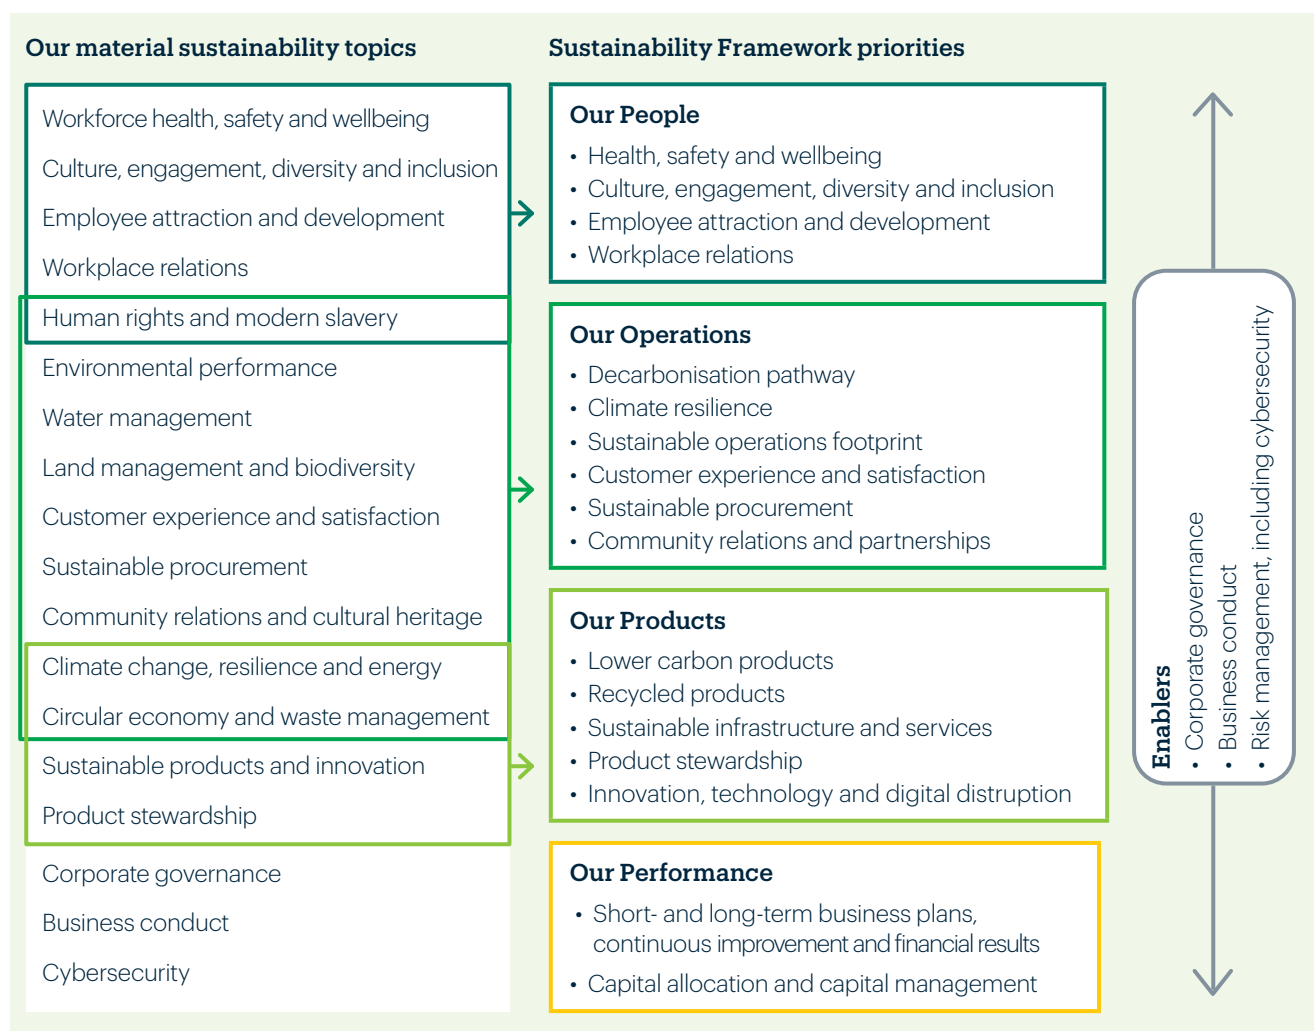 Our material sustainability topics
Workforce health, safety and wellbeing
Culture, engagement, diversity and inclusion
Employee attraction and development
Workplace relations
Human rights and modern slavery
Environmental performance
Water management
Land management and biodiversity
Customer experience and satisfaction
Sustainable procurement
Community relations and cultural heritage
Climate change, resilience and energy
Circular economy and waste management
Sustainable products and innovation
Product stewardship
Corporate governance
Business conduct
Cybersecurity
Sustainability Framework priorities
Our People
• Health, safety and wellbeing
• Culture, engagement, diversity and inclusion
• Employee attraction and development
• Workplace relations
Our Operations
• Decarbonisation pathway
• Climate resilience
• Sustainable operations footprint
• Customer experience and satisfaction
• Sustainable procurement
• Community relations and partnerships
Our Products
• Lower carbon products
• Recycled products
• Sustainable infrastructure and services
• Product stewardship
• Innovation, technology and digital distruption
Our Performance
• Short- and long-term business plans,
continuous improvement and financial results
• Capital allocation and capital management
Enablers
• Corporate governance
• Business conduct
• Risk management, including cybersecurity